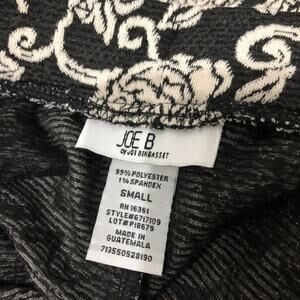 JOE B
BY JOE BENBASSET
99% POLYESTER
1% SPANDEX
SMALL
RN 16361
STYLE#6717109
LOT#P18679
MADE IN
GUATEMALA
713550528190